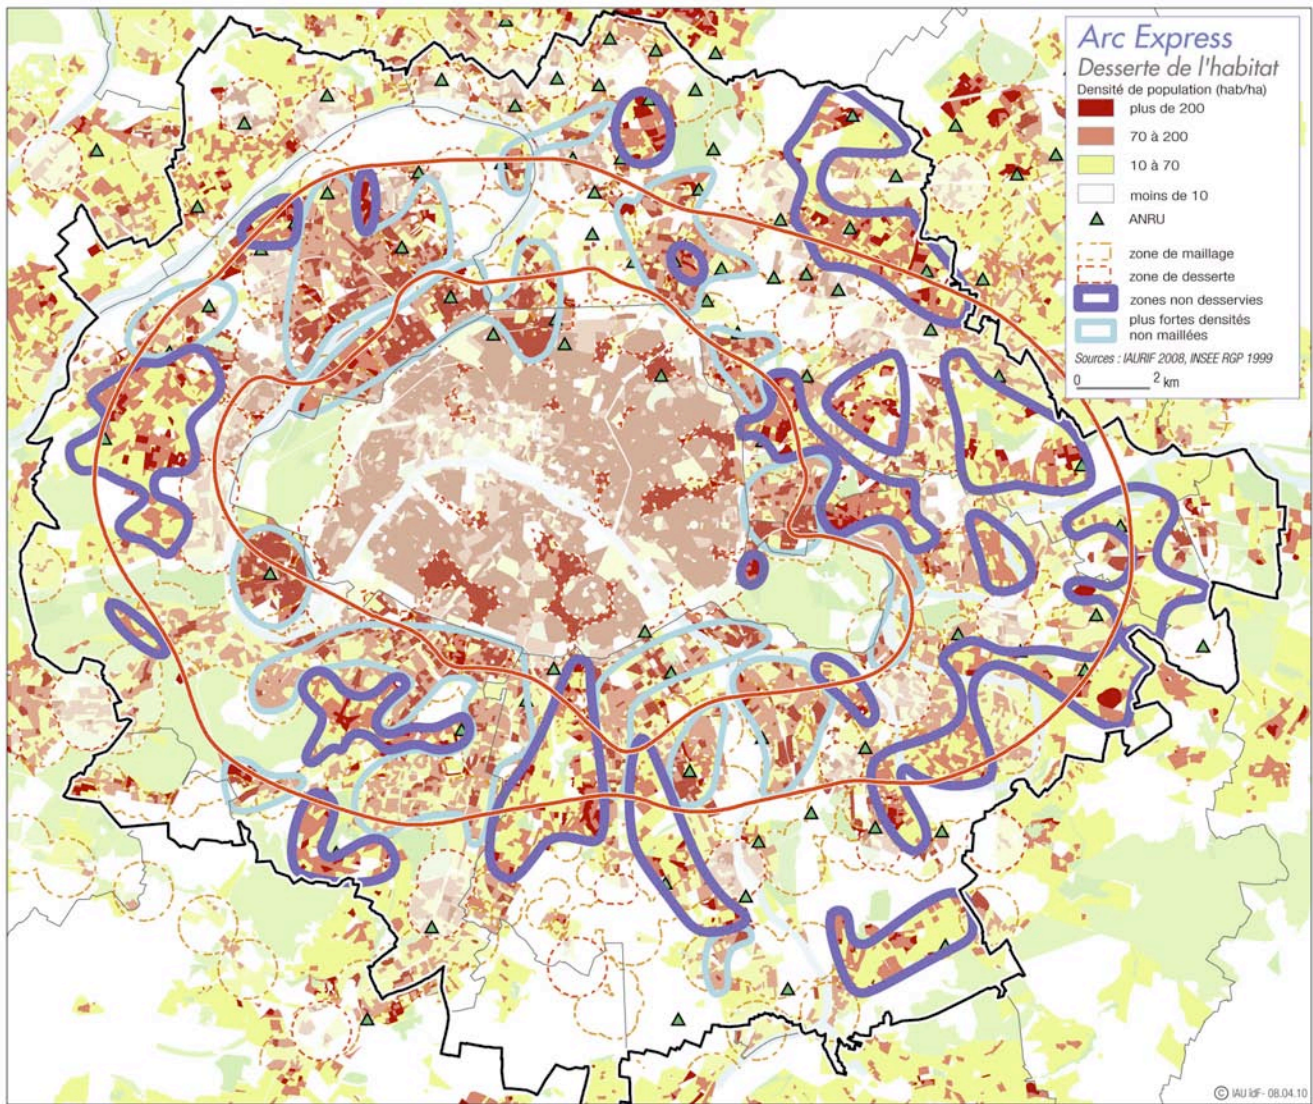 Arc Express
Desserte de l'habitat
Densité de population (hab/ha)
plus de 200
70 à 200
10 à 70
moins de 10
ANRU
zone de maillage
zone de desserte
zones non desservies
plus fortes densités
non maillées
Sources : IAURIF 2008, INSEE RGP 1999
0 2 km
© IAU îdF - 08.04.10